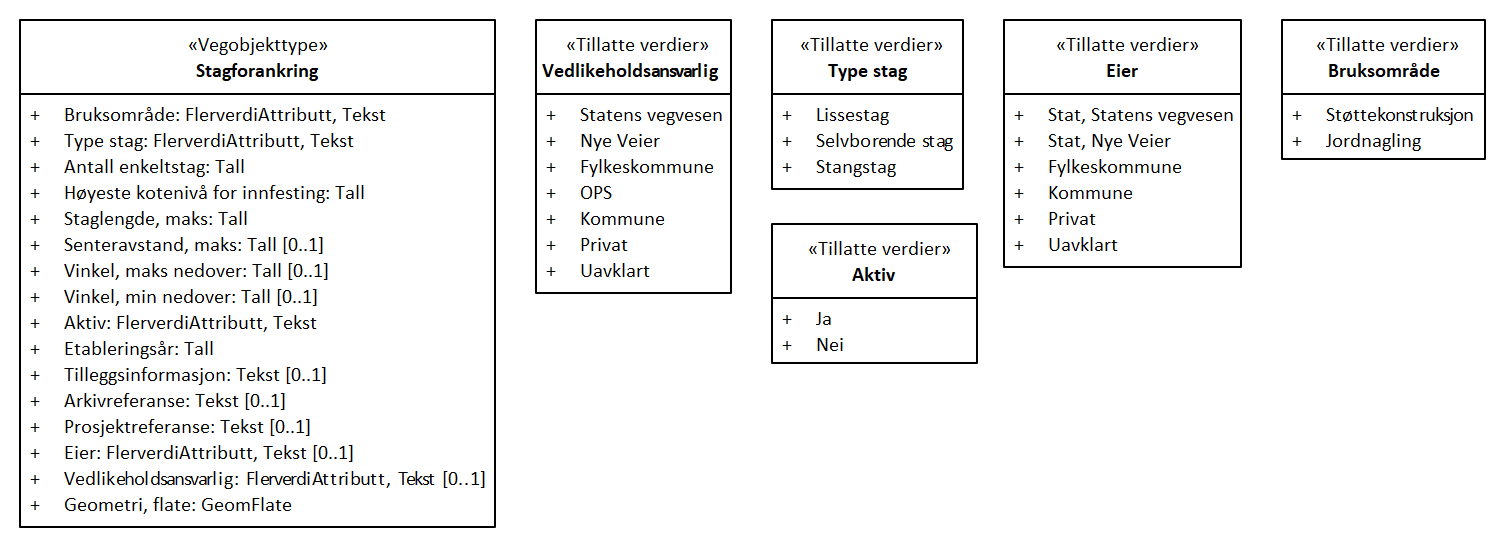 «Vegobjekttype»
Stagforankring
+ Bruksområde: FlerverdiAttributt, Tekst
+ Type stag: FlerverdiAttributt, Tekst
+ Antall enkeltstag: Tall
+ Høyeste kotenivå for innfesting: Tall
+ Staglengde, maks: Tall
+ Senteravstand, maks: Tall [0..1]
+ Vinkel, maks nedover: Tall [0..1]
+ Vinkel, min nedover: Tall [0..1]
+ Aktiv: FlerverdiAttributt, Tekst
+ Etableringsår: Tall
+ Tilleggsinformasjon: Tekst [0..1]
+ Arkivreferanse: Tekst [0..1]
+ Prosjektreferanse: Tekst [0..1]
+ Eier: FlerverdiAttributt, Tekst [0..1]
+ Vedlikeholdsansvarlig: FlerverdiAttributt, Tekst [0..1]
+ Geometri, flate: GeomFlate
«Tillatte verdier»
Vedlikeholdsansvarlig
+ Statens vegvesen
+ Nye Veier
+ Fylkeskommune
+ OPS
+ Kommune
+ Privat
+ Uavklart
«Tillatte verdier»
Type stag
+ Lissestag
+ Selvborende stag
+ Stangstag
«Tillatte verdier»
Aktiv
+ Ja
+ Nei
«Tillatte verdier»
Eier
+ Stat, Statens vegvesen
+ Stat, Nye Veier
+ Fylkeskommune
+ Kommune
+ Privat
+ Uavklart
«Tillatte verdier»
Bruksområde
+ Støttekonstruksjon
+ Jordnagling